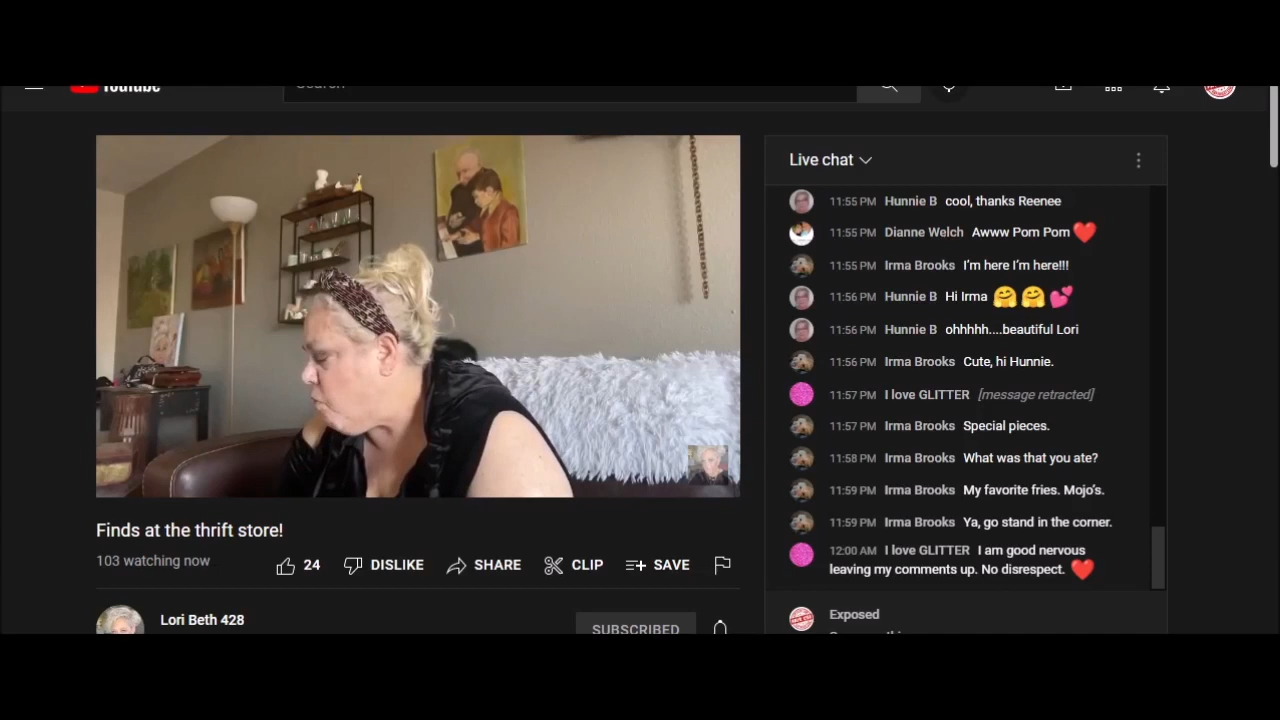 YouTube
Search
Live chat
11:55 PM Hunnie B cool, thanks Reenee
11:55 PM Dianne Welch Awww Pom Pom ❤️
11:55 PM Irma Brooks I'm here I'm here!!!
11:56 PM Hunnie B Hi Irma 🤗 🤗 💕
11:56 PM Hunnie B ohhhhh....beautiful Lori
11:56 PM Irma Brooks Cute, hi Hunnie.
11:57 PM I love GLITTER [message retracted]
11:57 PM Irma Brooks Special pieces.
11:58 PM Irma Brooks What was that you ate?
11:59 PM Irma Brooks My favorite fries. Mojo's.
11:59 PM Irma Brooks Ya, go stand in the corner.
12:00 AM I love GLITTER I am good nervous
leaving my comments up. No disrespect. ❤️
Exposed
Finds at the thrift store!
103 watching now
24 DISLIKE SHARE CLIP SAVE
Lori Beth 428
SUBSCRIBED